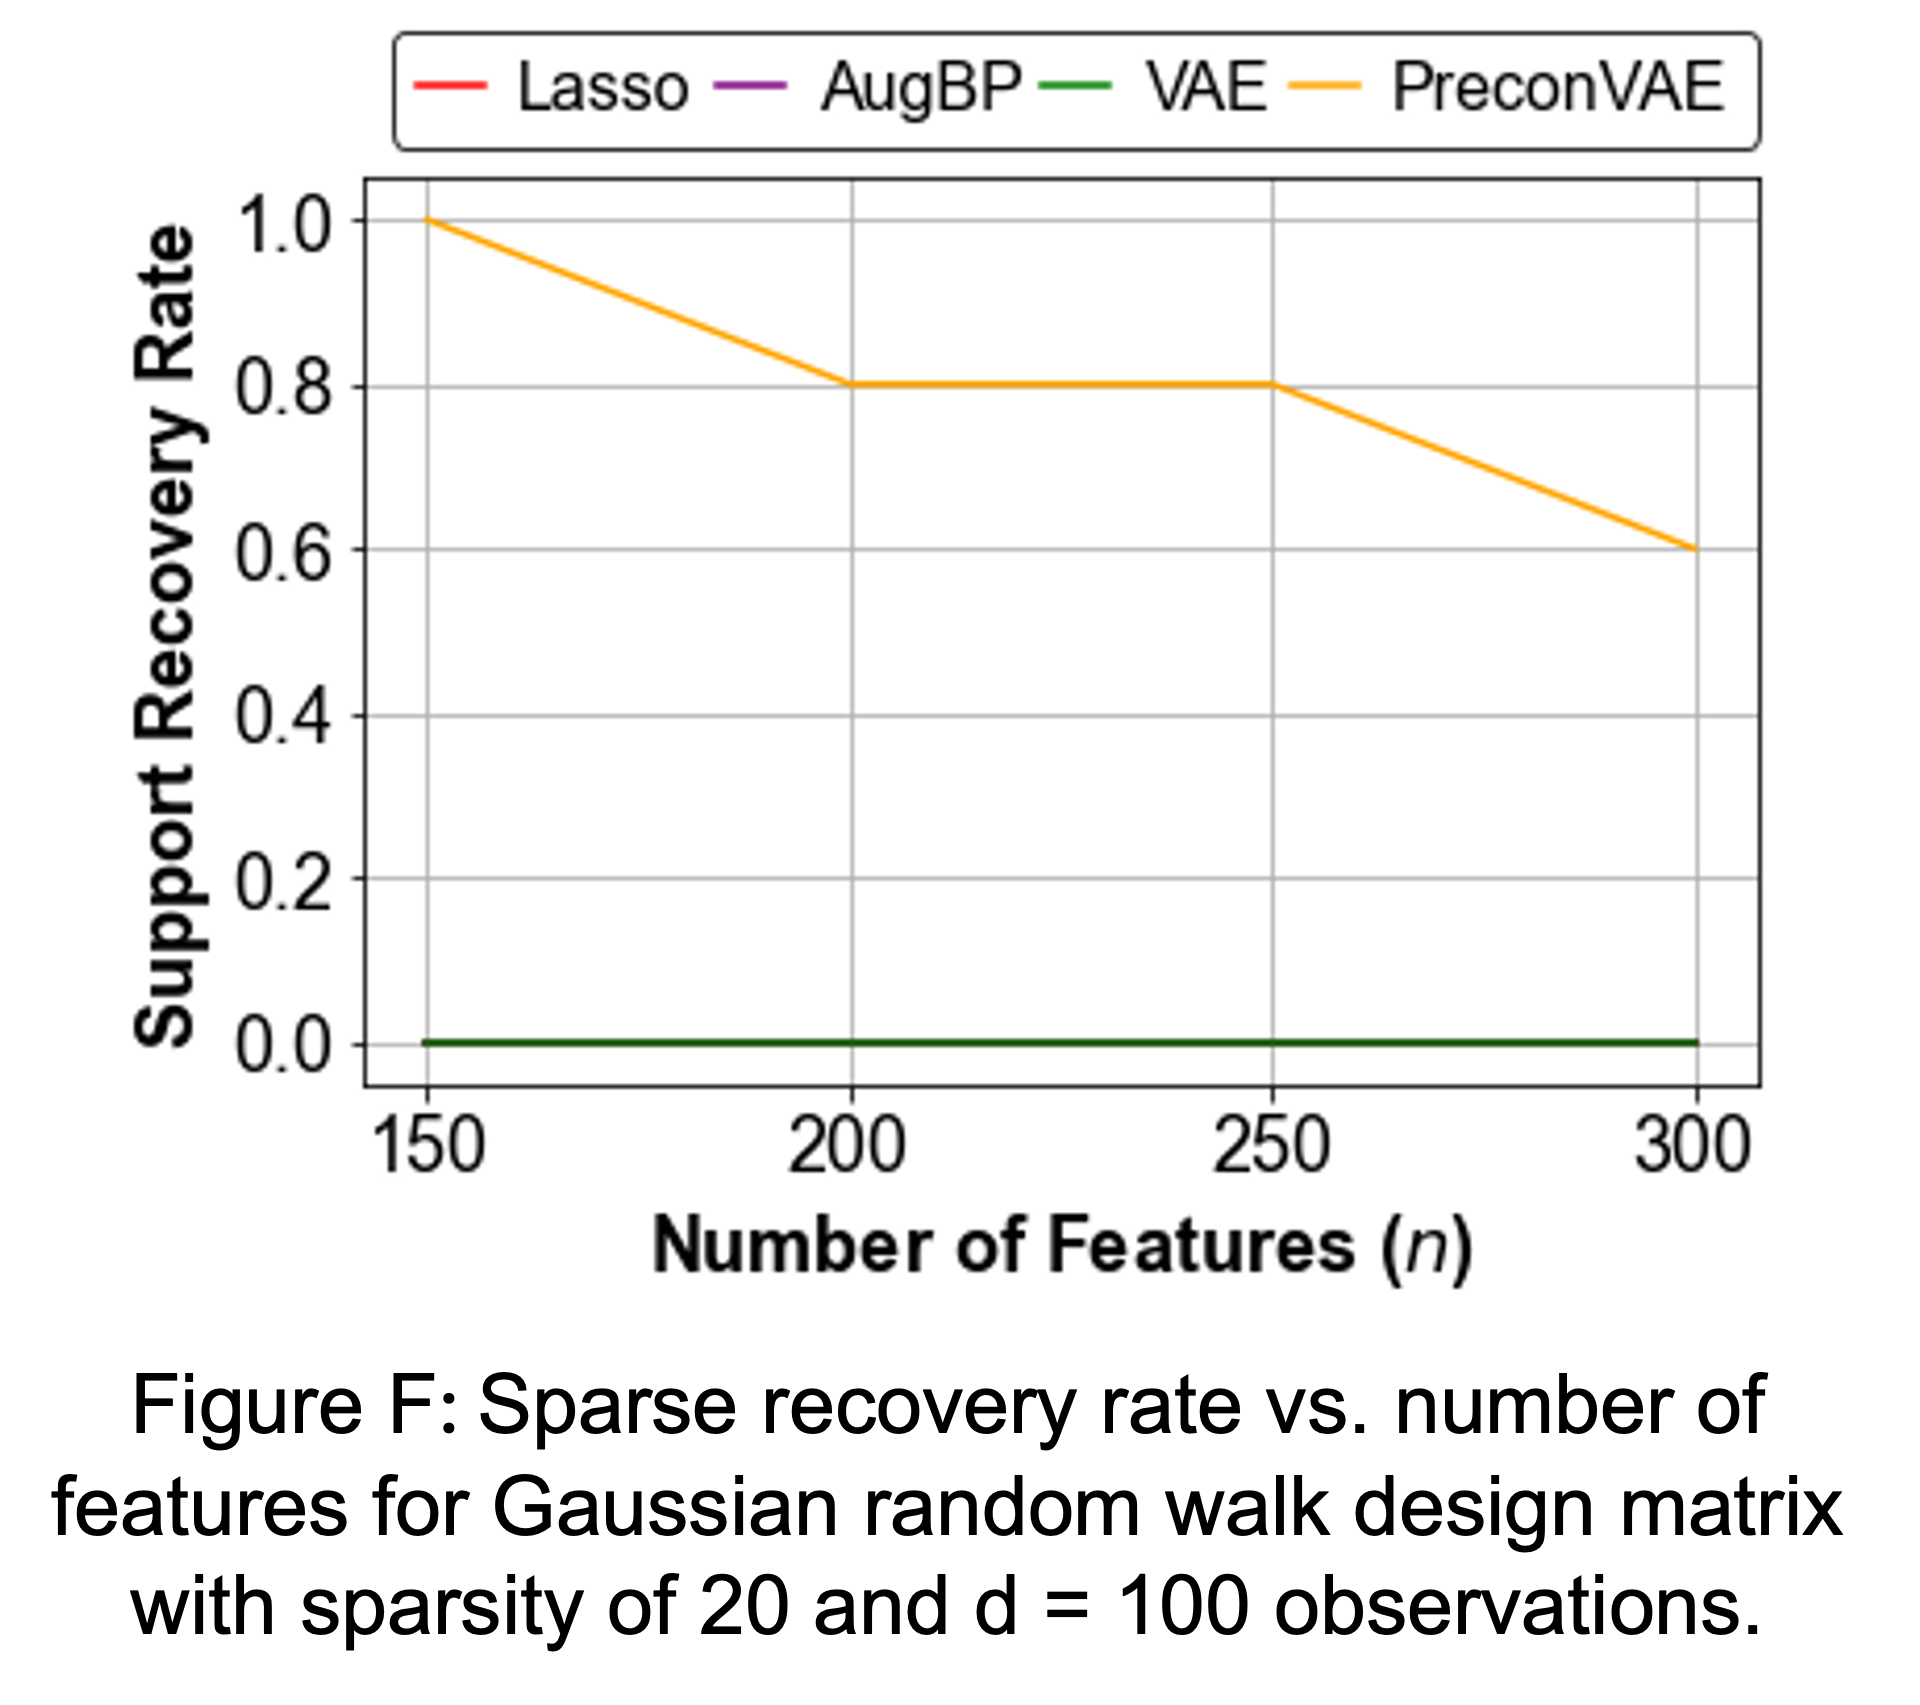 Lasso AugBP VAE PreconVAE
Support Recovery Rate
1.0
0.8
0.6
0.4
0.2
0.0
150 200 250 300
Number of Features (n)
Figure F: Sparse recovery rate vs. number of
features for Gaussian random walk design matrix
with sparsity of 20 and d = 100 observations.